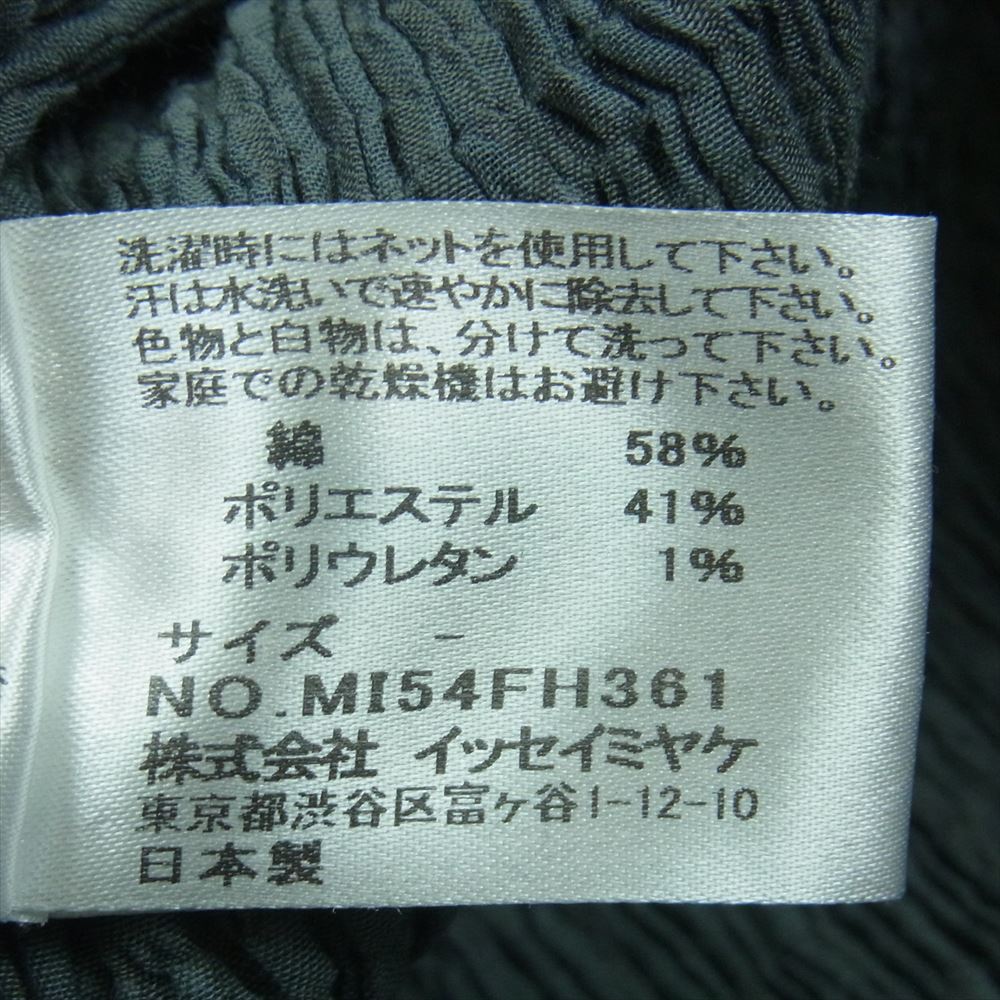 洗濯時にはネットを使用して下さい。
汗は水洗いで速やかに除去して下さい。
色物と白物は、分けて洗って下さい。
家庭での乾燥機はお避け下さい。
綿 58%
ポリエステル 41%
ポリウレタン 1%
サイズ -
NO.MI54FH361
株式会社 イッセイミヤケ
東京都渋谷区富ヶ谷1-12-10
日本製